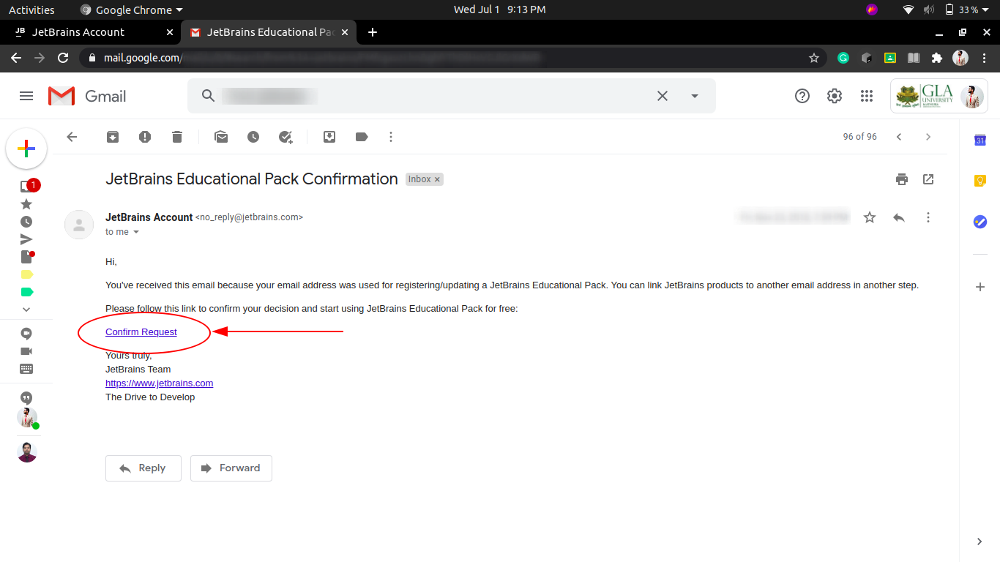 Activities
Google Chrome
Wed Jul 1 9:13 PM
33 %
JB
JetBrains Account
JetBrains Educational Pac
mail.google.com/
Gmail
GLA
UNIVERSITY
MATHURA
96 of 96
31
1
JetBrains Educational Pack Confirmation
Inbox
JetBrains Account <no_reply@jetbrains.com>
to me
Hi,
You've received this email because your email address was used for registering/updating a JetBrains Educational Pack. You can link JetBrains products to another email address in another step.
Please follow this link to confirm your decision and start using JetBrains Educational Pack for free:
Confirm Request
Yours truly,
JetBrains Team
https://www.jetbrains.com
The Drive to Develop
Reply
Forward